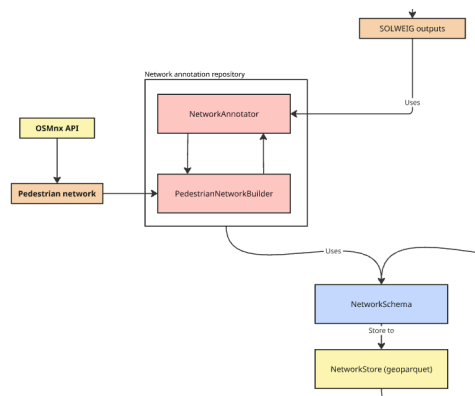 SOLWEIG outputs
Network annotation repository
Uses
NetworkAnnotator
OSMnx API
Pedestrian network
PedestrianNetworkBuilder
Uses
NetworkSchema
Store to
NetworkStore (geoparquet)